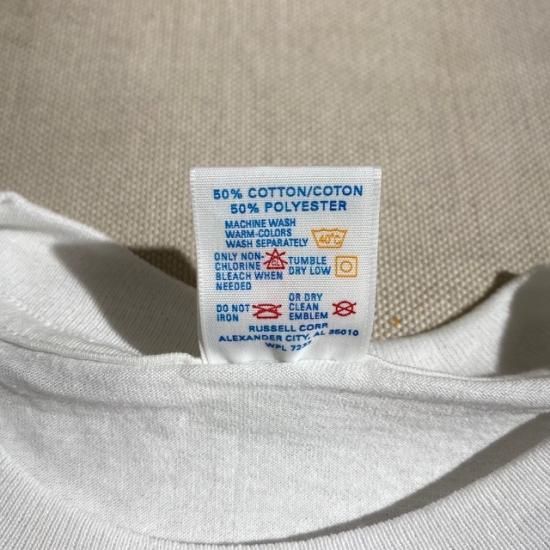 50% COTTON/COTON
50% POLYESTER
MACHINE WASH
WARM-COLORS
WASH SEPARATELY 40°C
ONLY NON-
CHLORINE
BLEACH WHEN
NEEDED
TUMBLE
DRY LOW
DO NOT
IRON
OR DRY
CLEAN
EMBLEM
RUSSELL CORP
ALEXANDER CITY, AL 35010
WPL